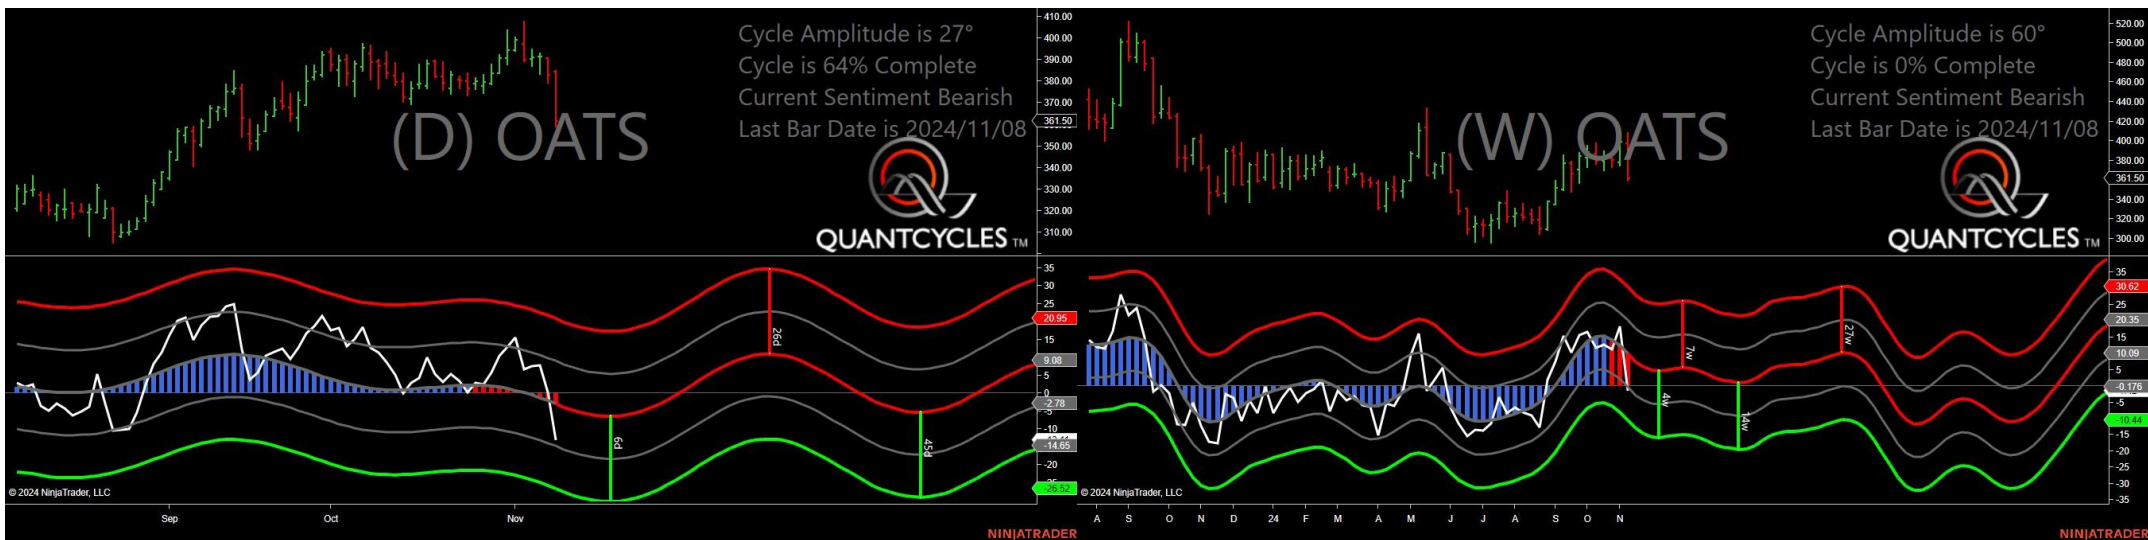 Cycle Amplitude is 27°
Cycle is 64% Complete
Current Sentiment Bearish
Last Bar Date is 2024/11/08
(D) OATS
QUANTCYCLES TM
410.00
400.00
390.00
380.00
370.00
361.50
350.00
340.00
330.00
320.00
310.00
35
30
25
20.95
15
9.08
5
0
-2.78
-5
-10
-14.65
-20
-26.52
26d
6d
45d
© 2024 NinjaTrader, LLC
Sep Oct Nov
NINJATRADER
Cycle Amplitude is 60°
Cycle is 0% Complete
Current Sentiment Bearish
Last Bar Date is 2024/11/08
(W) OATS
QUANTCYCLES TM
520.00
500.00
480.00
460.00
440.00
420.00
400.00
380.00
361.50
340.00
320.00
300.00
35
30.62
25
20.35
15
10.09
5
-0.176
-5
-10.44
-15
-20
-25
-30
-35
7w
27w
4w
14w
© 2024 NinjaTrader, LLC
A S O N D 24 F M A M J J A S O N
NINJATRADER